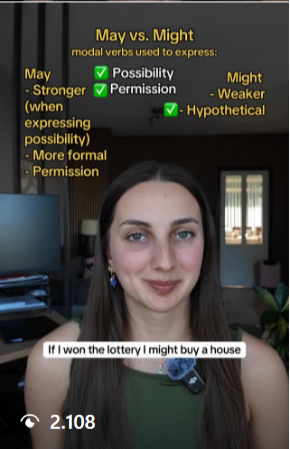 May vs. Might
modal verbs used to express:
✅ Possibility
✅ Permission
May
- Stronger
(when
expressing
possibility)
- More formal
- Permission
Might
- Weaker
✅ - Hypothetical
If I won the lottery I might buy a house
2.108